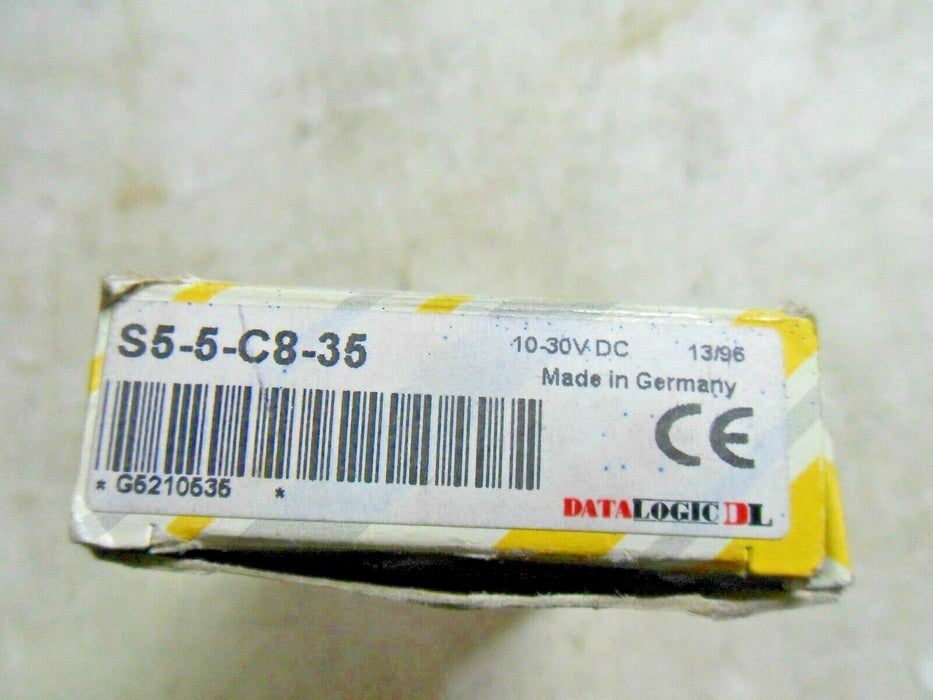 S5-5-C8-35
10-30V DC 13/96
Made in Germany
CE
* G5210535 *
DATALOGIC DL